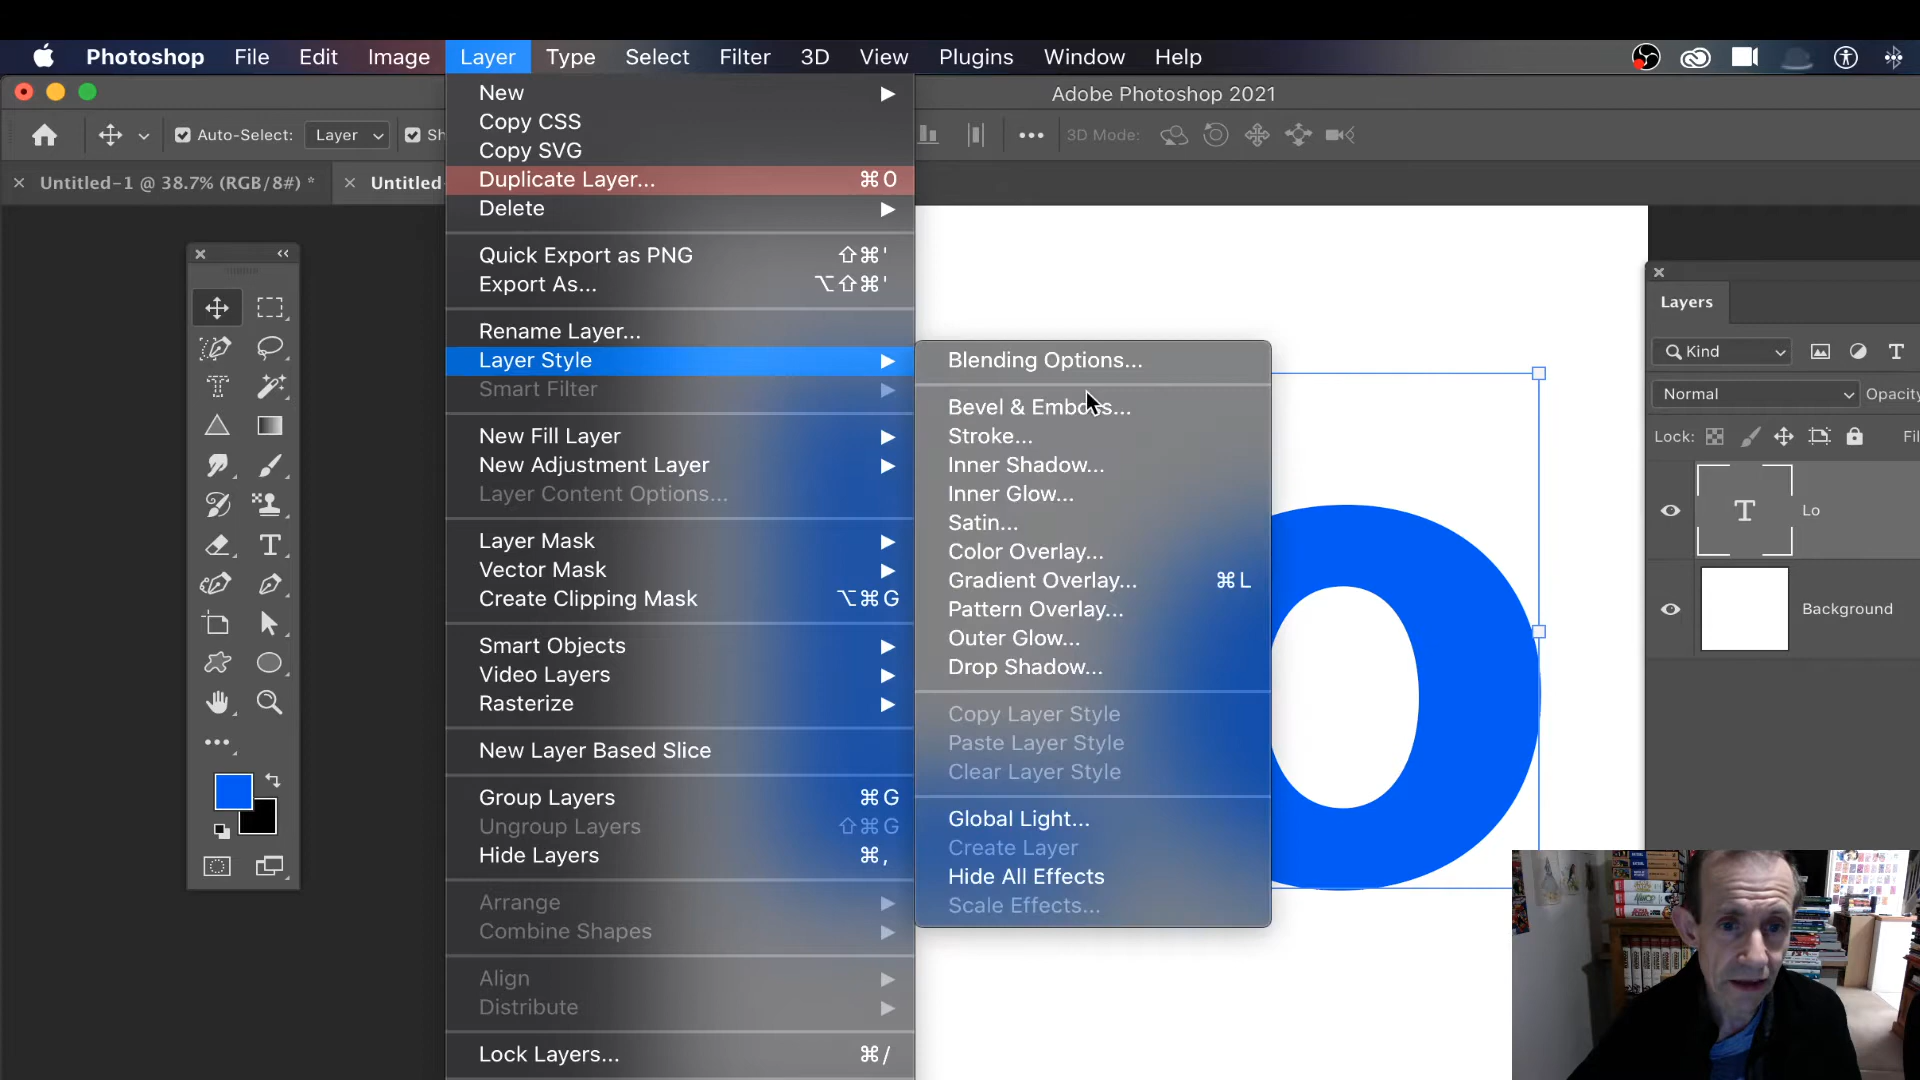 Photoshop File Edit Image Layer Type Select Filter 3D View Plugins Window Help
Adobe Photoshop 2021
Auto-Select: Layer Sh 3D Mode:
Untitled-1 @ 38.7% (RGB/8#) * Untitled-
New
Copy CSS
Copy SVG
Duplicate Layer... ⌘O
Delete
Quick Export as PNG ⇧⌘'
Export As... ⌥⇧⌘'
Rename Layer...
Layer Style
Smart Filter
New Fill Layer
New Adjustment Layer
Layer Content Options...
Layer Mask
Vector Mask
Create Clipping Mask ⌥⌘G
Smart Objects
Video Layers
Rasterize
New Layer Based Slice
Group Layers ⌘G
Ungroup Layers ⇧⌘G
Hide Layers ⌘,
Arrange
Combine Shapes
Align
Distribute
Lock Layers... ⌘/
Blending Options...
Bevel & Emboss...
Stroke...
Inner Shadow...
Inner Glow...
Satin...
Color Overlay...
Gradient Overlay... ⌘L
Pattern Overlay...
Outer Glow...
Drop Shadow...
Copy Layer Style
Paste Layer Style
Clear Layer Style
Global Light...
Create Layer
Hide All Effects
Scale Effects...
o
Layers
Kind
Normal Opacity
Lock: Fil
Lo
Background